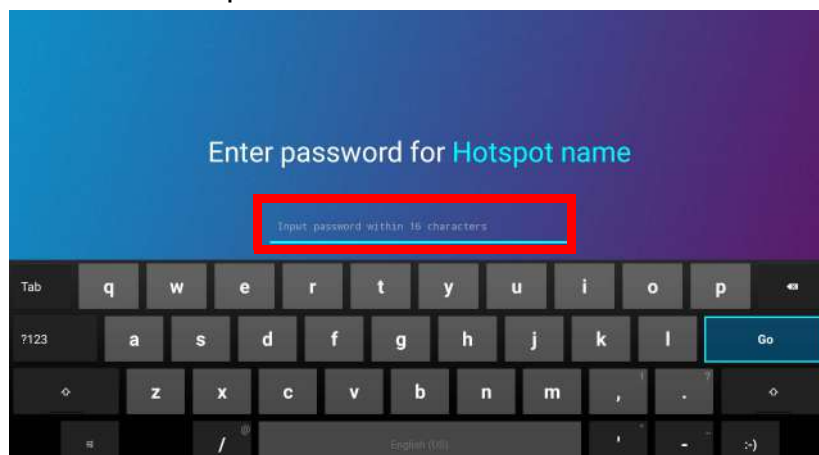 Enter password for Hotspot name
Input password within 16 characters
Tab q w e r t y u i o p
?123 a s d f g h j k l Go
z x c v b n m , ! . ?
/ @ English (US) ' " - _ :-)